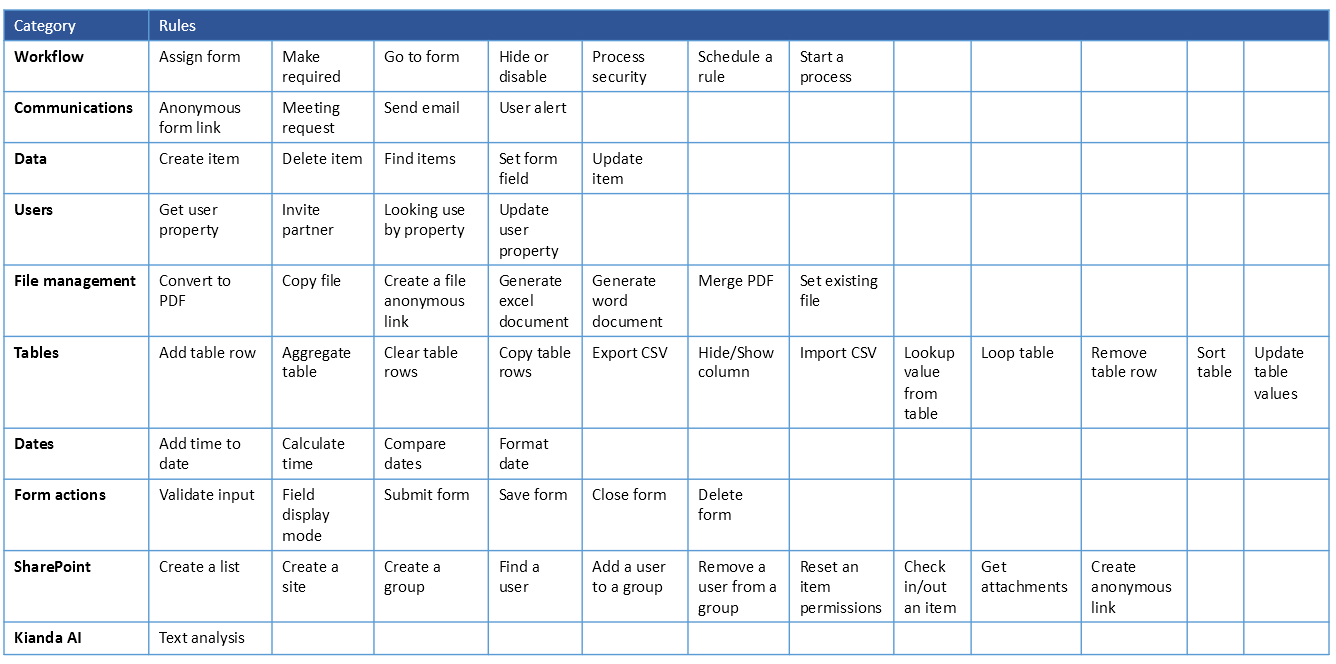 Category Rules
Workflow Assign form Make required Go to form Hide or disable Process security Schedule a rule Start a process
Communications Anonymous form link Meeting request Send email User alert
Data Create item Delete item Find items Set form field Update item
Users Get user property Invite partner Looking use by property Update user property
File management Convert to PDF Copy file Create a file anonymous link Generate excel document Generate word document Merge PDF Set existing file
Tables Add table row Aggregate table Clear table rows Copy table rows Export CSV Hide/Show column Import CSV Lookup value from table Loop table Remove table row Sort table Update table values
Dates Add time to date Calculate time Compare dates Format date
Form actions Validate input Field display mode Submit form Save form Close form Delete form
SharePoint Create a list Create a site Create a group Find a user Add a user to a group Remove a user from a group Reset an item permissions Check in/out an item Get attachments Create anonymous link
Kianda AI Text analysis